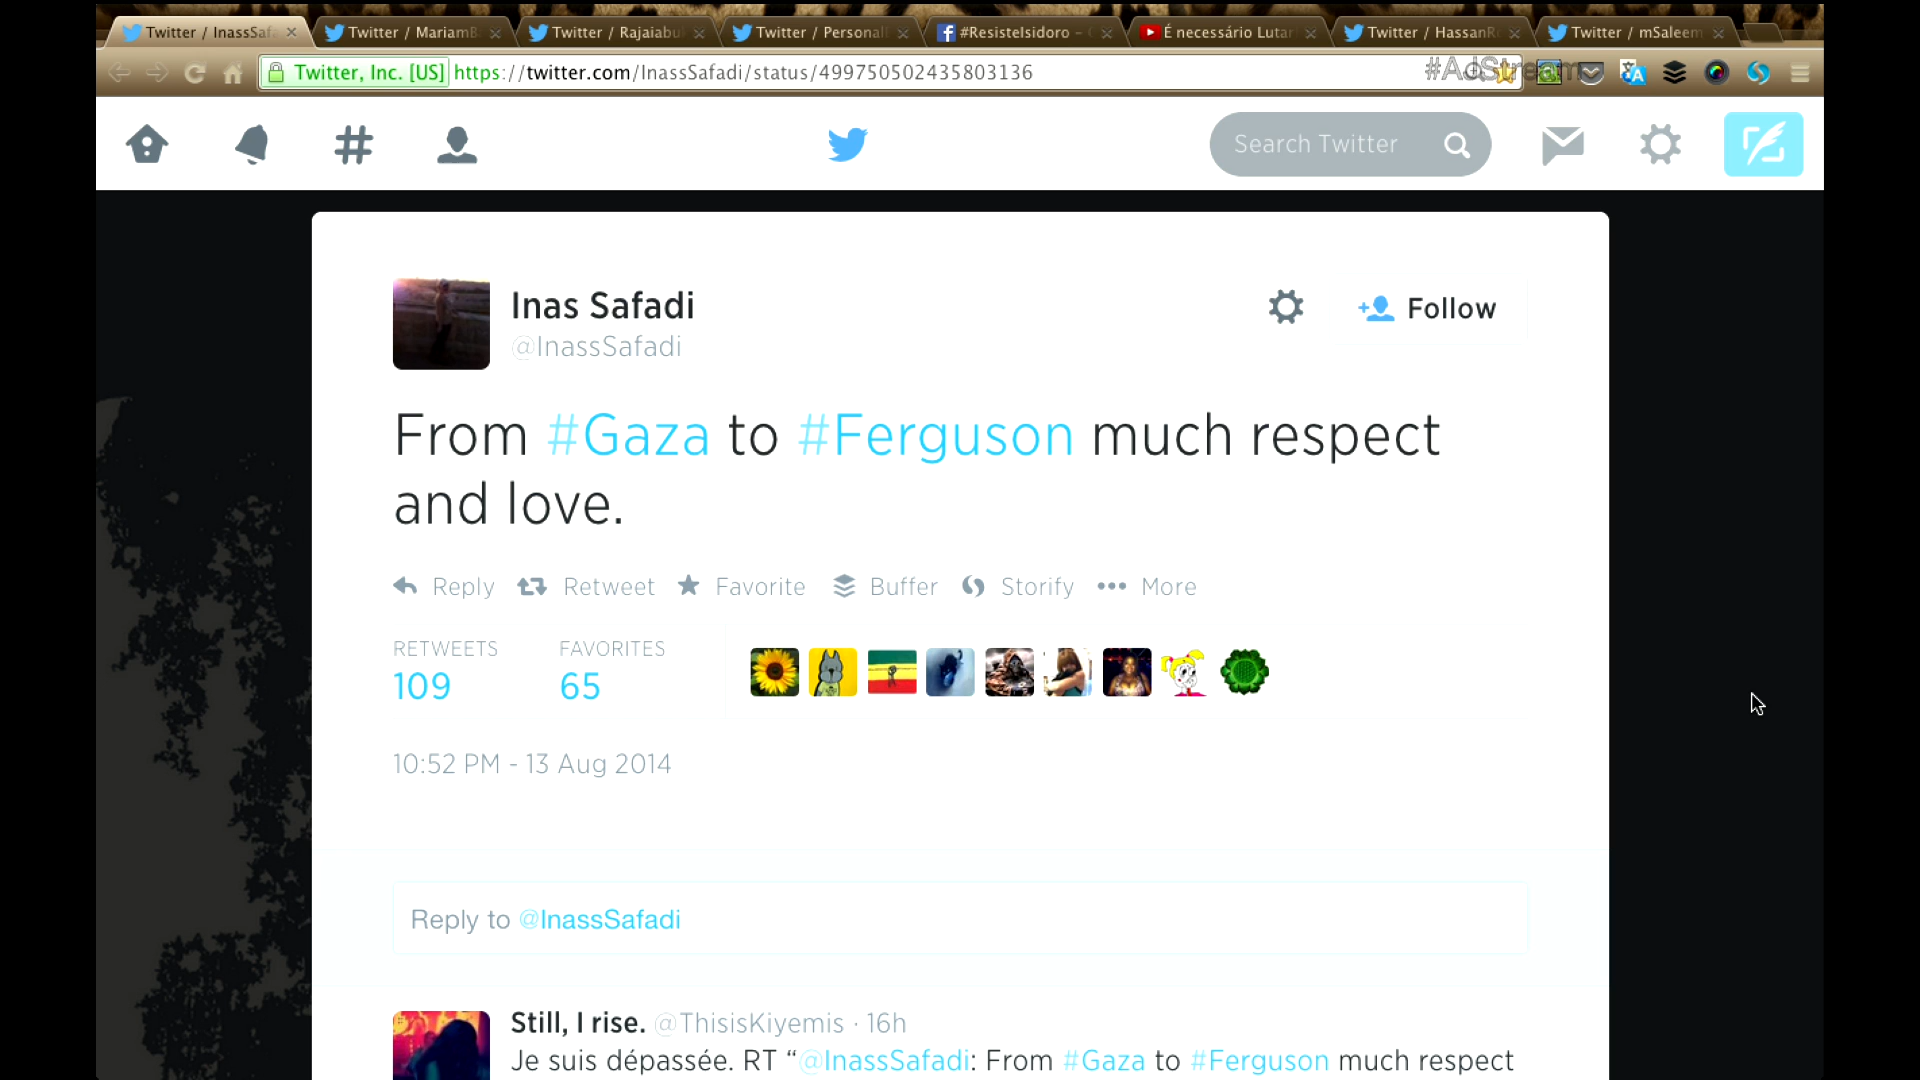 Twitter / InassSaf
Twitter / MariamB
Twitter / Rajaiabu
Twitter / Personal
#ResisteIsidoro –
É necessário Lutar
Twitter / HassanR
Twitter / mSaleem
Twitter, Inc. [US] https://twitter.com/InassSafadi/status/499750502435803136
#AdStream
Search Twitter
Inas Safadi
@InassSafadi
Follow
From #Gaza to #Ferguson much respect
and love.
Reply Retweet Favorite Buffer Storify More
RETWEETS FAVORITES
109 65
10:52 PM - 13 Aug 2014
Reply to @InassSafadi
Still, I rise. @ThisisKiyemis · 16h
Je suis dépassée. RT “@InassSafadi: From #Gaza to #Ferguson much respect